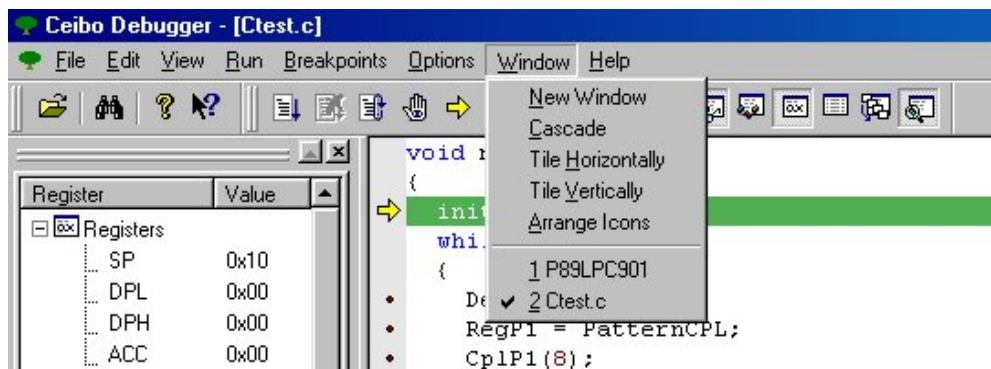 Ceibo Debugger - [Ctest.c]
File Edit View Run Breakpoints Options Window Help
New Window
Cascade
Tile Horizontally
Tile Vertically
Arrange Icons
1 P89LPC901
2 Ctest.c
Register Value
Registers
SP 0x10
DPL 0x00
DPH 0x00
ACC 0x00
void
{
{
RegP1 = PatternCPL;
CplP1(8);